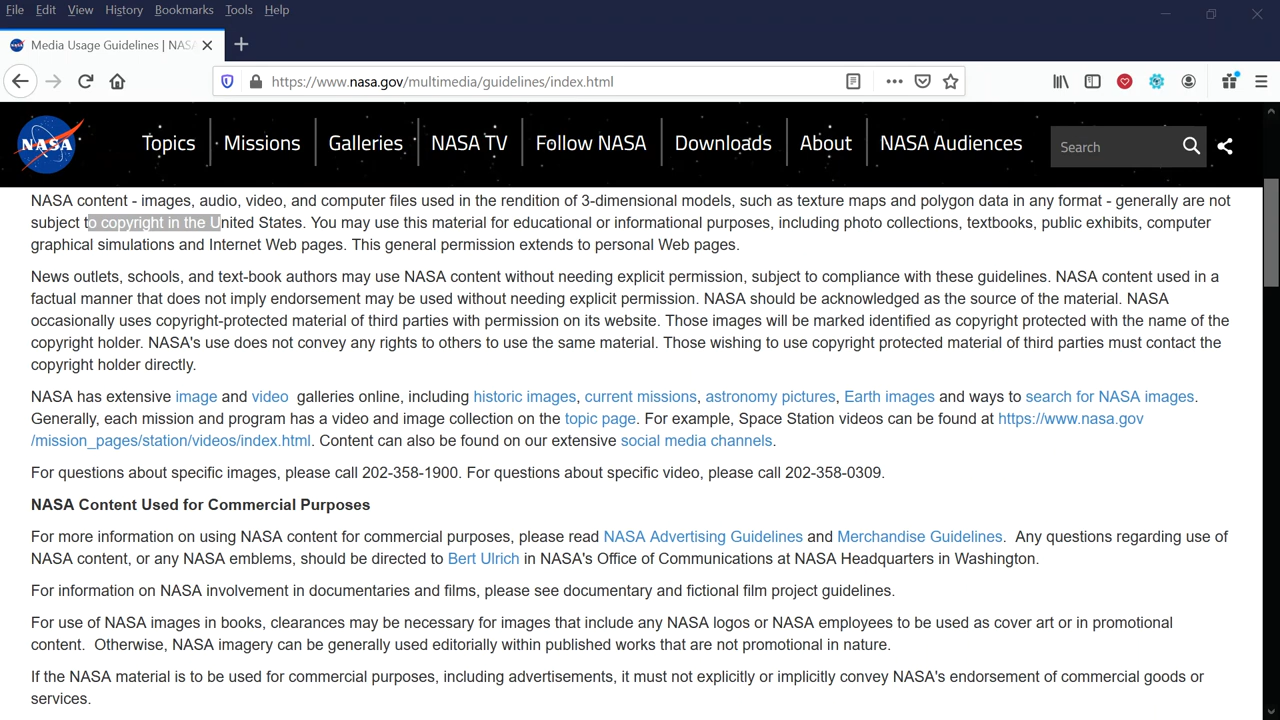 File Edit View History Bookmarks Tools Help
Media Usage Guidelines | NAS
https://www.nasa.gov/multimedia/guidelines/index.html
NASA Topics Missions Galleries NASA TV Follow NASA Downloads About NASA Audiences Search
NASA content - images, audio, video, and computer files used in the rendition of 3-dimensional models, such as texture maps and polygon data in any format - generally are not
subject to copyright in the United States. You may use this material for educational or informational purposes, including photo collections, textbooks, public exhibits, computer
graphical simulations and Internet Web pages. This general permission extends to personal Web pages.
News outlets, schools, and text-book authors may use NASA content without needing explicit permission, subject to compliance with these guidelines. NASA content used in a
factual manner that does not imply endorsement may be used without needing explicit permission. NASA should be acknowledged as the source of the material. NASA
occasionally uses copyright-protected material of third parties with permission on its website. Those images will be marked identified as copyright protected with the name of the
copyright holder. NASA's use does not convey any rights to others to use the same material. Those wishing to use copyright protected material of third parties must contact the
copyright holder directly.
NASA has extensive image and video galleries online, including historic images, current missions, astronomy pictures, Earth images and ways to search for NASA images.
Generally, each mission and program has a video and image collection on the topic page. For example, Space Station videos can be found at https://www.nasa.gov
/mission_pages/station/videos/index.html. Content can also be found on our extensive social media channels.
For questions about specific images, please call 202-358-1900. For questions about specific video, please call 202-358-0309.
NASA Content Used for Commercial Purposes
For more information on using NASA content for commercial purposes, please read NASA Advertising Guidelines and Merchandise Guidelines. Any questions regarding use of
NASA content, or any NASA emblems, should be directed to Bert Ulrich in NASA's Office of Communications at NASA Headquarters in Washington.
For information on NASA involvement in documentaries and films, please see documentary and fictional film project guidelines.
For use of NASA images in books, clearances may be necessary for images that include any NASA logos or NASA employees to be used as cover art or in promotional
content. Otherwise, NASA imagery can be generally used editorially within published works that are not promotional in nature.
If the NASA material is to be used for commercial purposes, including advertisements, it must not explicitly or implicitly convey NASA's endorsement of commercial goods or
services.